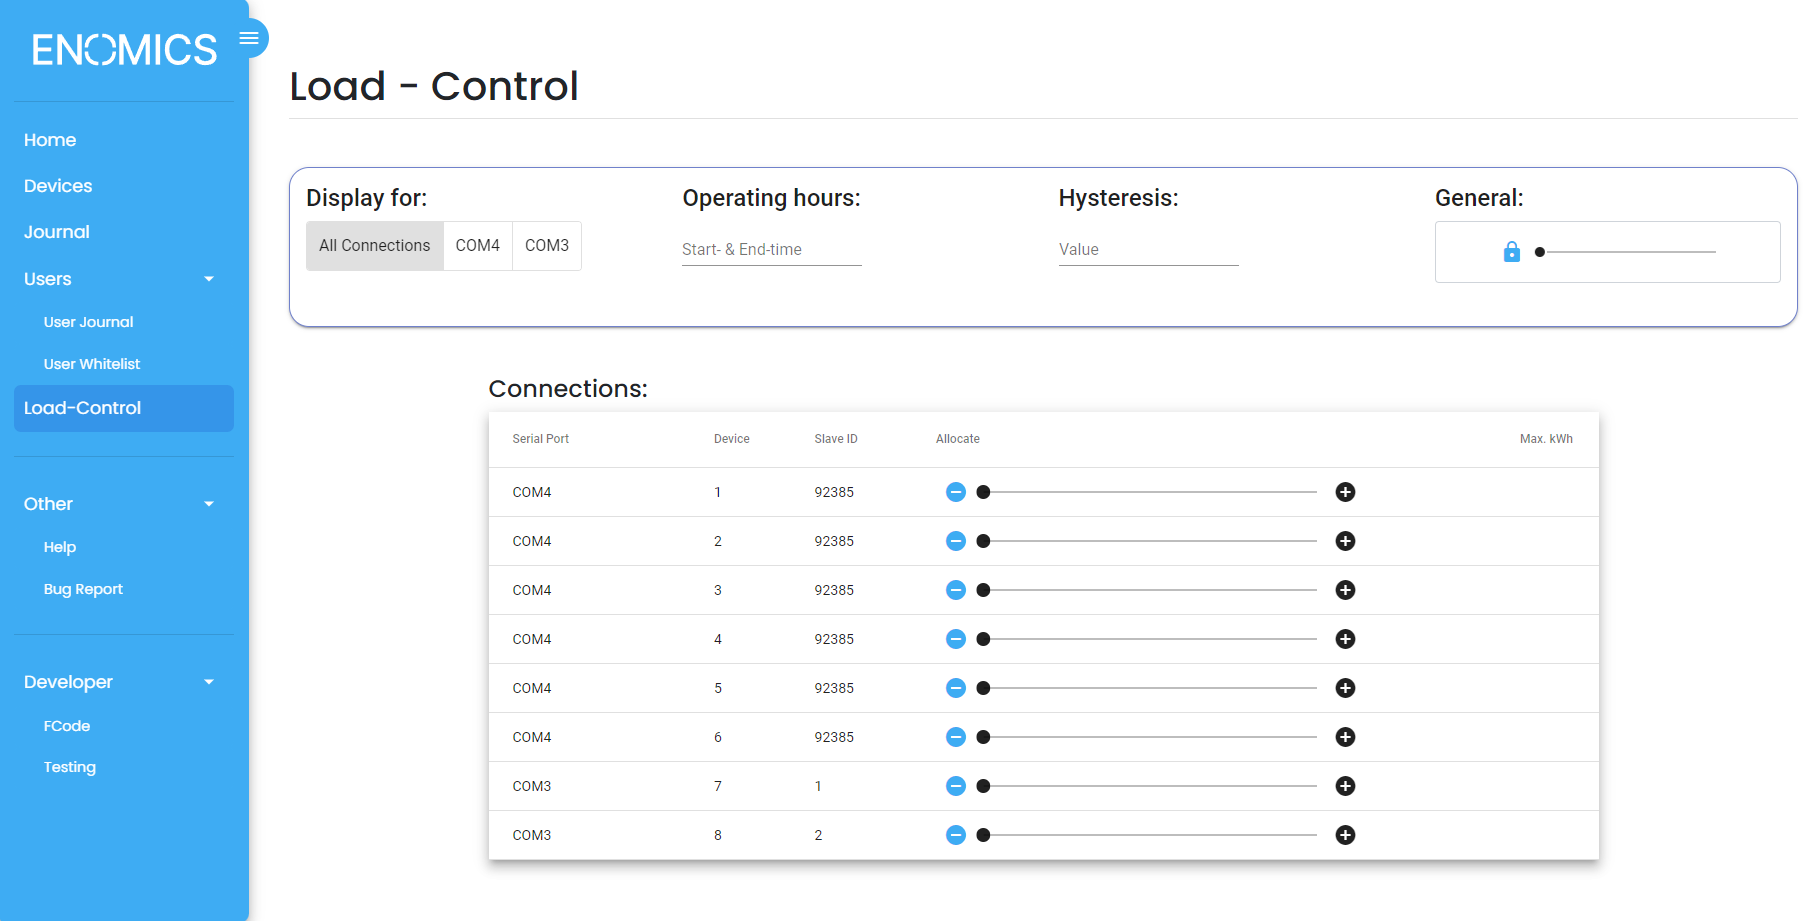 ENOMICS
Home
Devices
Journal
Users
User Journal
User Whitelist
Load-Control
Other
Help
Bug Report
Developer
FCode
Testing
Load - Control
Display for:
All Connections COM4 COM3
Operating hours:
Start- & End-time
Hysteresis:
Value
General:
Connections:
Serial Port Device Slave ID Allocate Max. kWh
COM4 1 92385
COM4 2 92385
COM4 3 92385
COM4 4 92385
COM4 5 92385
COM4 6 92385
COM3 7 1
COM3 8 2